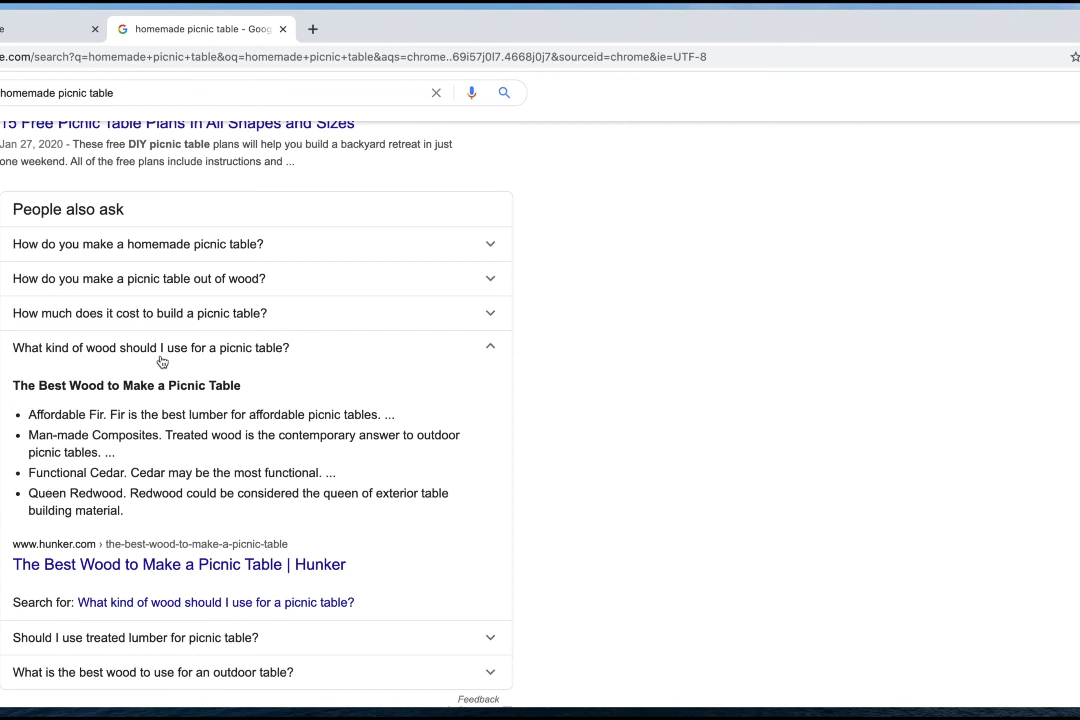 e
homemade picnic table - Goog
e.com/search?q=homemade+picnic+table&oq=homemade+picnic+table&aqs=chrome..69i57j0l7.4668j0j7&sourceid=chrome&ie=UTF-8
homemade picnic table
15 Free Picnic Table Plans in All Shapes and Sizes
Jan 27, 2020 - These free DIY picnic table plans will help you build a backyard retreat in just
one weekend. All of the free plans include instructions and ...
People also ask
How do you make a homemade picnic table?
How do you make a picnic table out of wood?
How much does it cost to build a picnic table?
What kind of wood should I use for a picnic table?
The Best Wood to Make a Picnic Table
• Affordable Fir. Fir is the best lumber for affordable picnic tables. ...
• Man-made Composites. Treated wood is the contemporary answer to outdoor
picnic tables. ...
• Functional Cedar. Cedar may be the most functional. ...
• Queen Redwood. Redwood could be considered the queen of exterior table
building material.
www.hunker.com › the-best-wood-to-make-a-picnic-table
The Best Wood to Make a Picnic Table | Hunker
Search for: What kind of wood should I use for a picnic table?
Should I use treated lumber for picnic table?
What is the best wood to use for an outdoor table?
Feedback